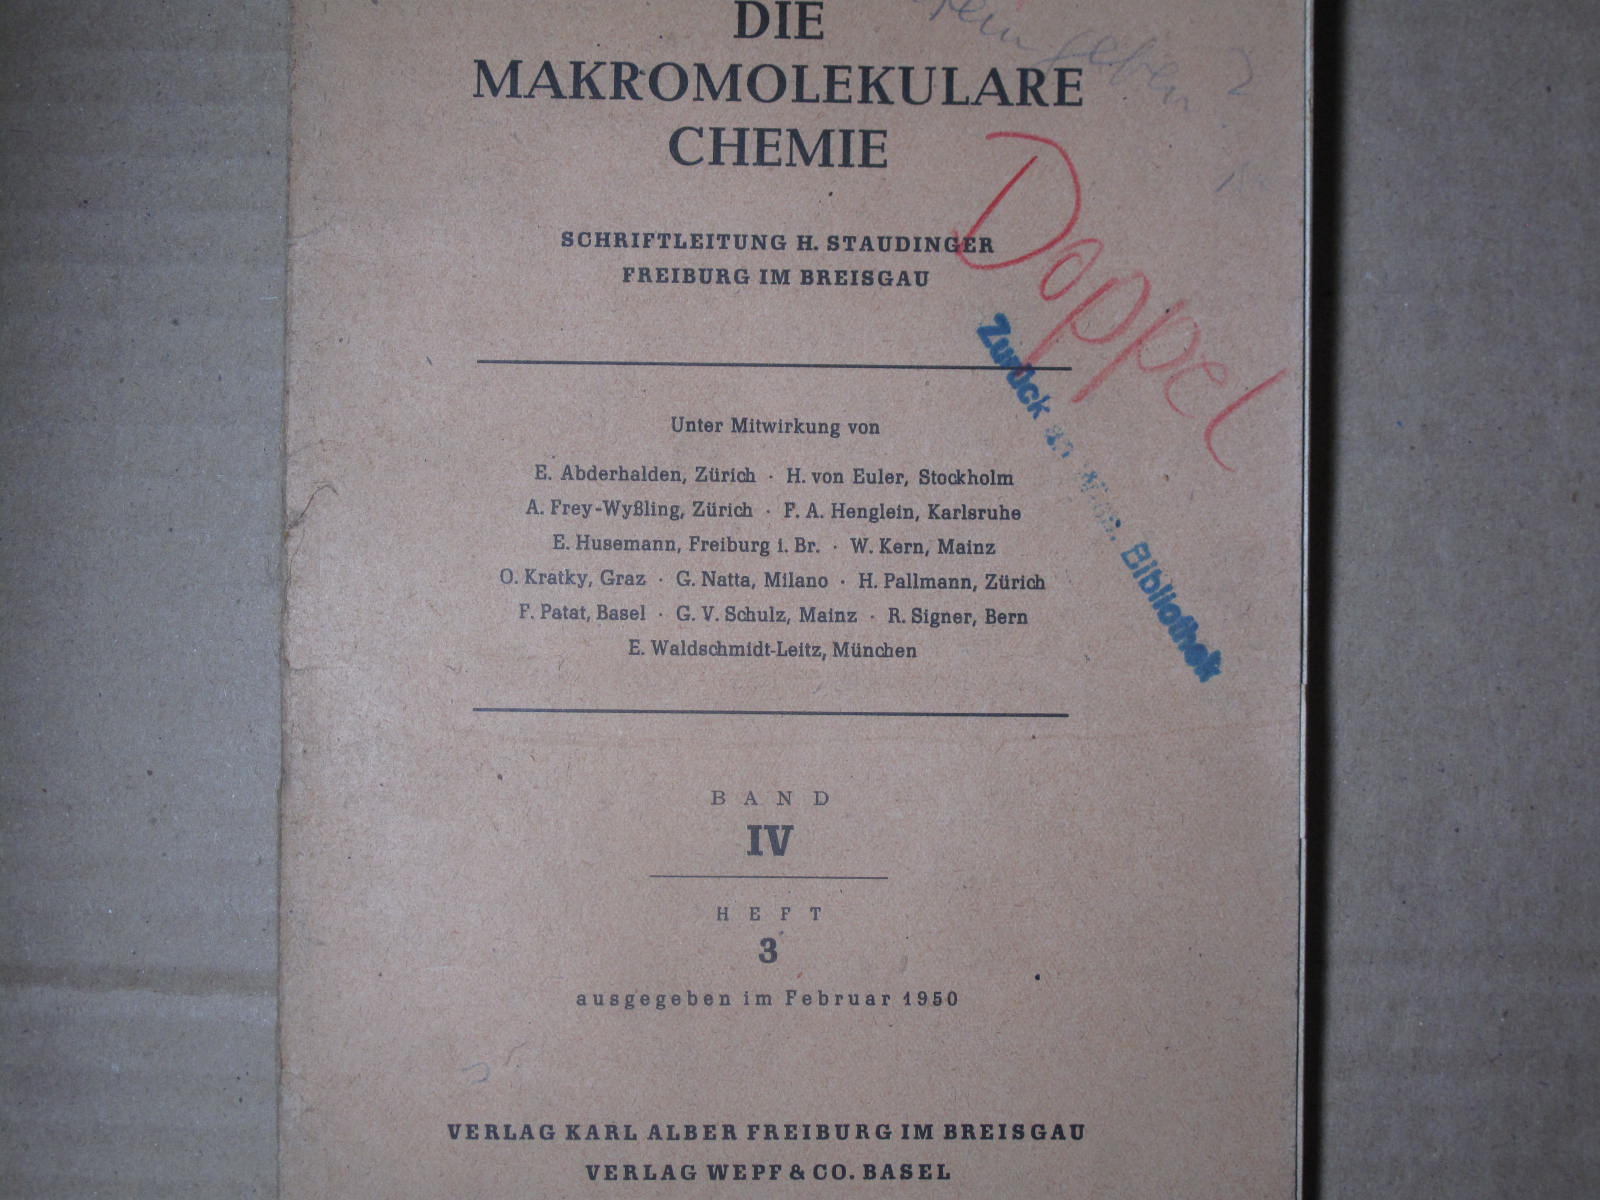 DIE
MAKROMOLEKULARE
CHEMIE
Doppel
SCHRIFTLEITUNG H. STAUDINGER
FREIBURG IM BREISGAU
Zurück an Wiss. Bibliothek
Unter Mitwirkung von
E. Abderhalden, Zürich · H. von Euler, Stockholm
A. Frey-Wyßling, Zürich · F. A. Henglein, Karlsruhe
E. Husemann, Freiburg i. Br. · W. Kern, Mainz
O. Kratky, Graz · G. Natta, Milano · H. Pallmann, Zürich
F. Patat, Basel · G. V. Schulz, Mainz · R. Signer, Bern
E. Waldschmidt-Leitz, München
BAND
IV
HEFT
3
ausgegeben im Februar 1950
VERLAG KARL ALBER FREIBURG IM BREISGAU
VERLAG WEPF & CO. BASEL